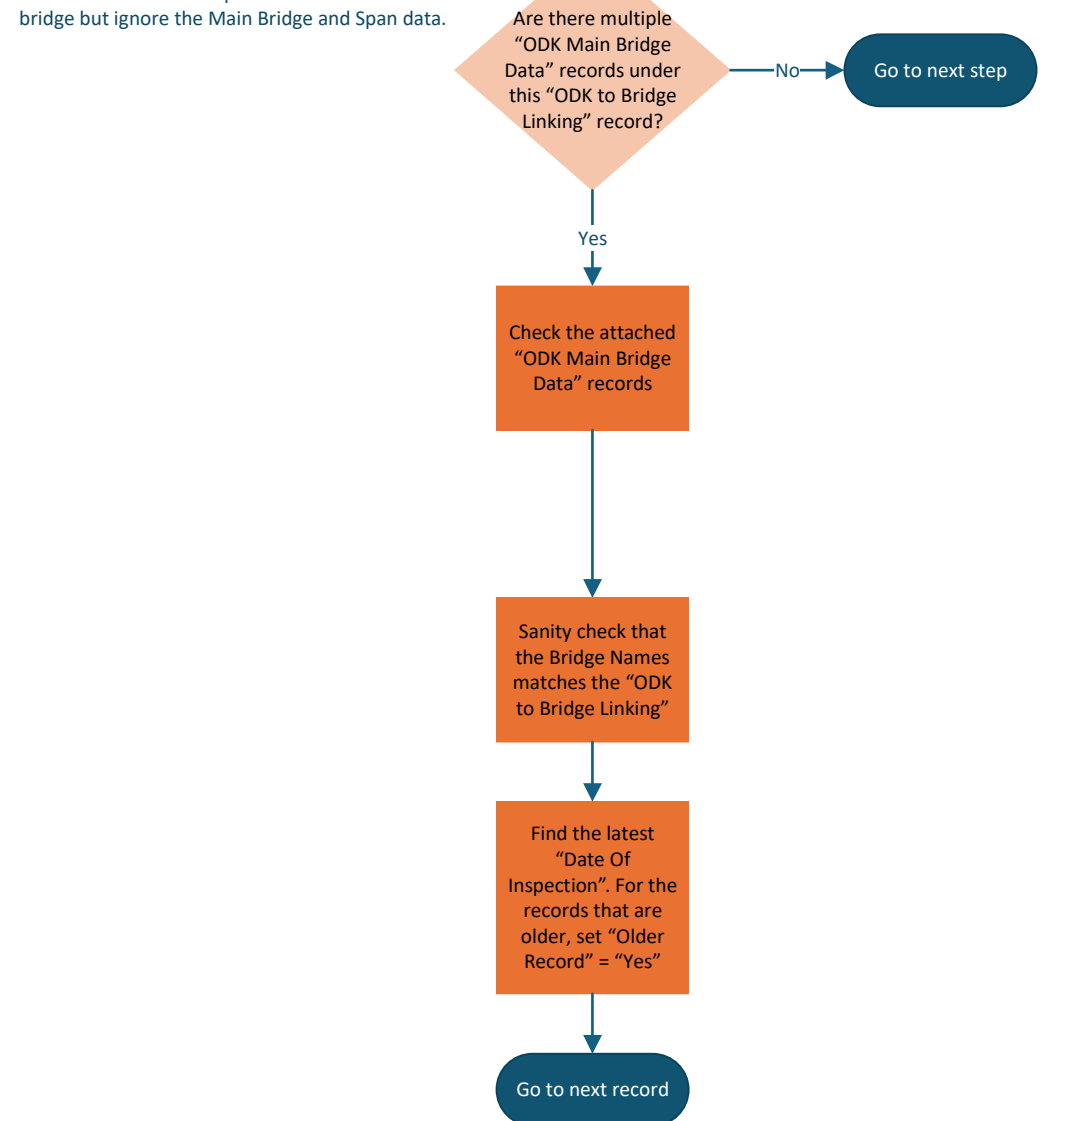 bridge but ignore the Main Bridge and Span data.
Are there multiple
“ODK Main Bridge
Data” records under
this “ODK to Bridge
Linking” record?
No
Go to next step
Yes
Check the attached
“ODK Main Bridge
Data” records
Sanity check that
the Bridge Names
matches the “ODK
to Bridge Linking”
Find the latest
“Date Of
Inspection”. For the
records that are
older, set “Older
Record” = “Yes”
Go to next record